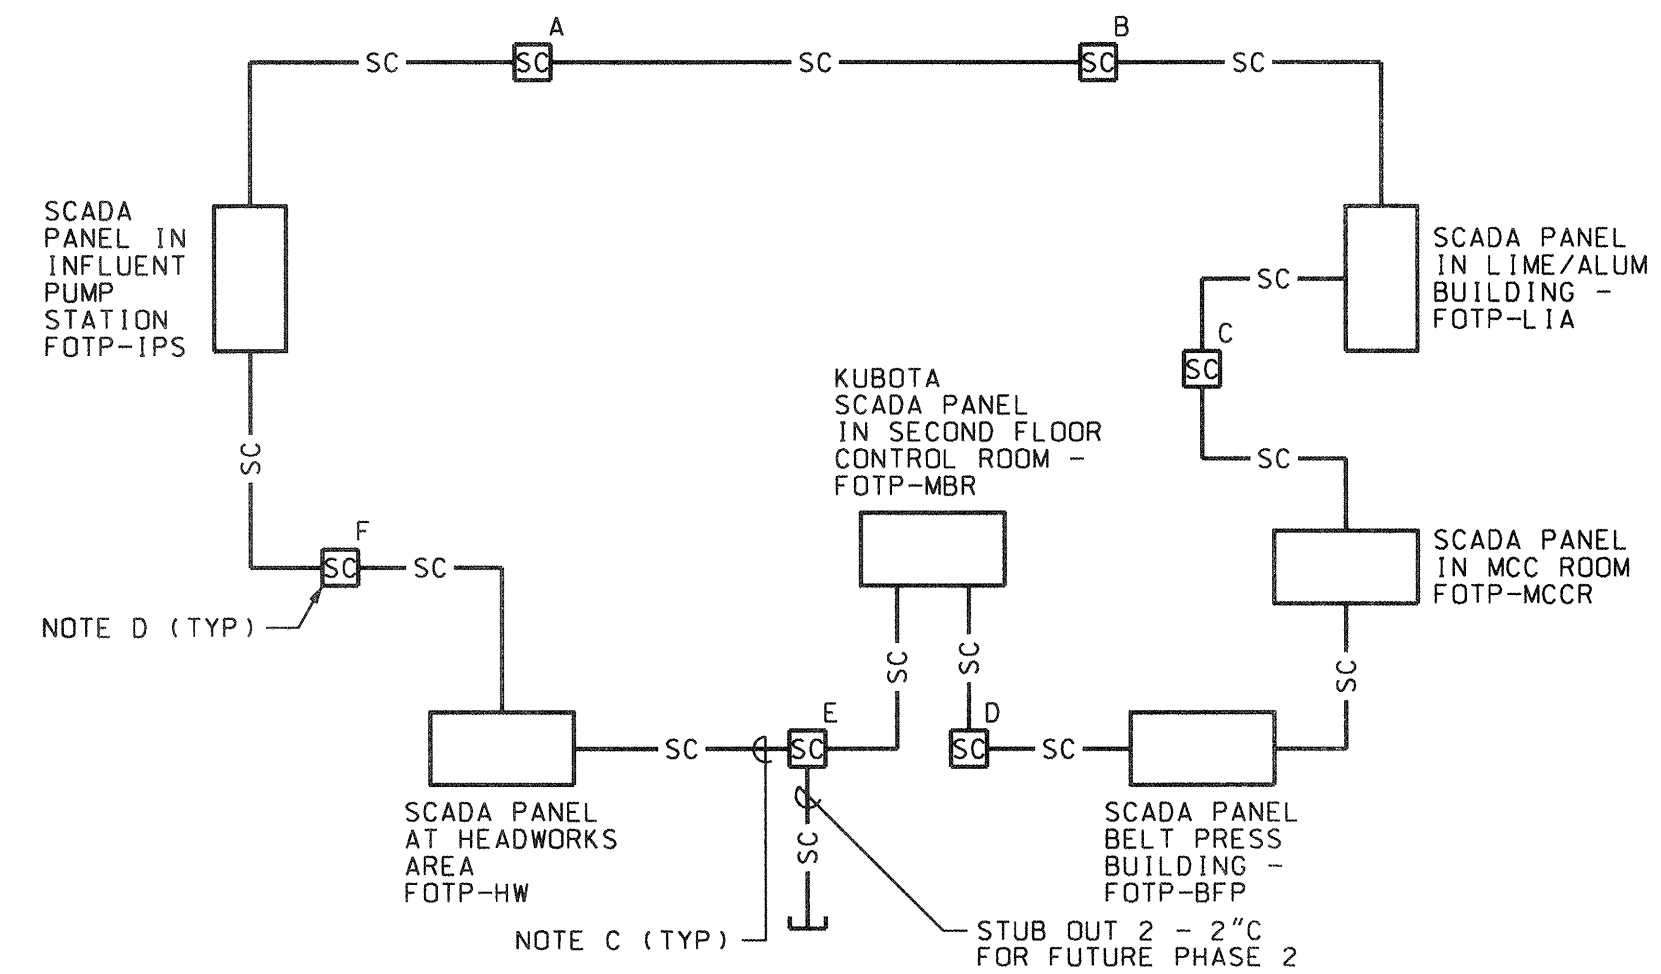 A
B
SC
SC
SC
SC
SC
SCADA
PANEL IN
INFLUENT
PUMP
STATION
FOTP-IPS
SCADA PANEL
IN LIME/ALUM
BUILDING -
FOTP-LIA
SC
C
SC
KUBOTA
SCADA PANEL
IN SECOND FLOOR
CONTROL ROOM -
FOTP-MBR
SC
SC
F
SC
SC
NOTE D (TYP)
SCADA PANEL
IN MCC ROOM
FOTP-MCCR
SC
SC
SC
E
D
SC
SC
SC
SC
SCADA PANEL
AT HEADWORKS
AREA
FOTP-HW
SC
SCADA PANEL
BELT PRESS
BUILDING -
FOTP-BFP
NOTE C (TYP)
STUB OUT 2 - 2"C
FOR FUTURE PHASE 2